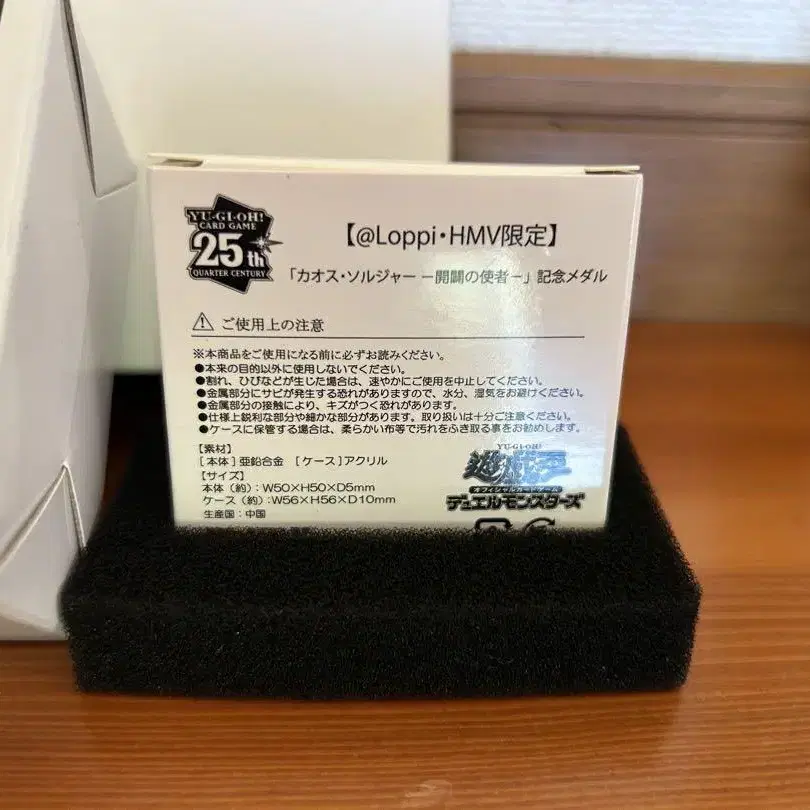 YU-GI-OH!
CARD GAME
25th
QUARTER CENTURY
【@Loppi・HMV限定】
「カオス・ソルジャー －開闢の使者－」記念メダル
⚠ ご使用上の注意
※本商品をご使用になる前に必ずお読みください。
●本来の目的以外に使用しないでください。
●割れ、ひびなどが生じた場合は、速やかにご使用を中止してください。
●金属部分にサビが発生する恐れがありますので、水分、湿気をお避けください。
●金属部分の接触により、キズがつく恐れがあります。
●仕様上鋭利な部分や細かな部分があります。取り扱いは十分ご注意ください。
●ケースに保管する場合は、柔らかい布等で汚れをふき取る事をお勧めします。
【素材】
[本体] 亜鉛合金 [ケース] アクリル
【サイズ】
本体（約）：W50×H50×D5mm
ケース（約）：W56×H56×D10mm
生産国：中国
YU-GI-OH!
遊戯王
オフィシャルカードゲーム
デュエルモンスターズ